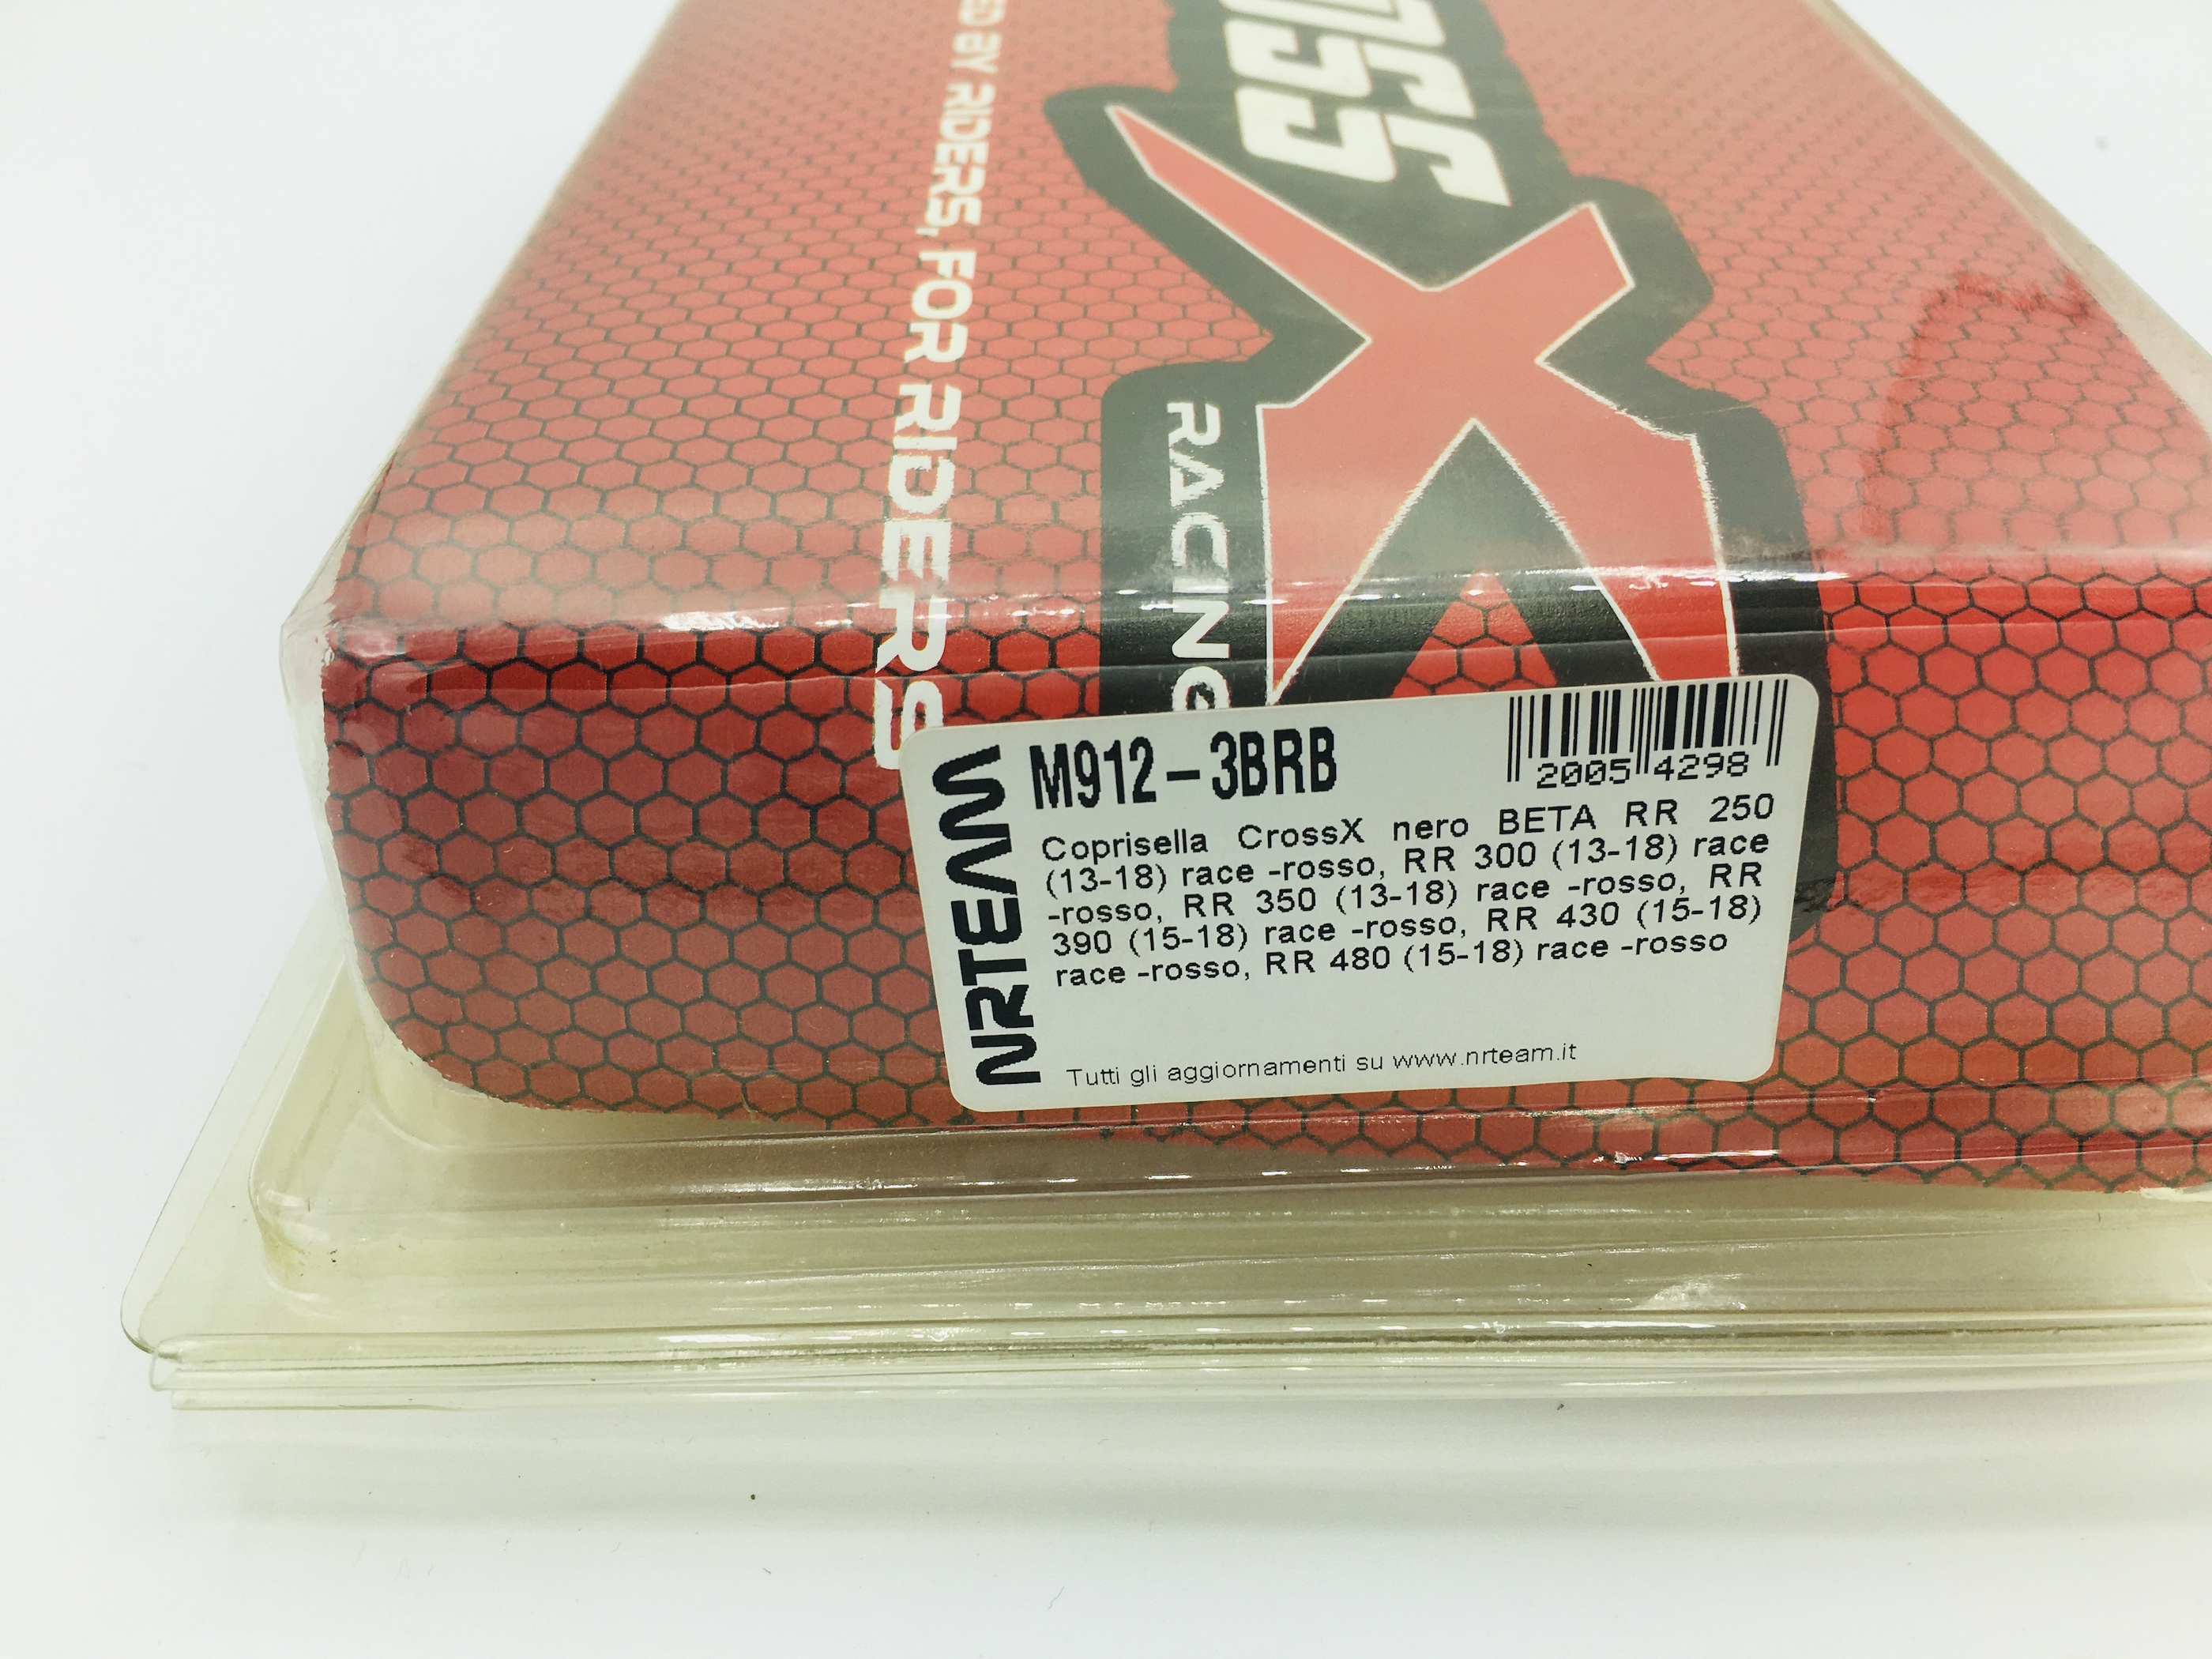 BY RIDERS, FOR RIDERS
RACING
NRTEAM
M912-3BRB
2005 4298
Coprisella CrossX nero BETA RR 250
(13-18) race -rosso, RR 300 (13-18) race
-rosso, RR 350 (13-18) race -rosso, RR
390 (15-18) race -rosso, RR 430 (15-18)
race -rosso, RR 480 (15-18) race -rosso
Tutti gli aggiornamenti su www.nrteam.it